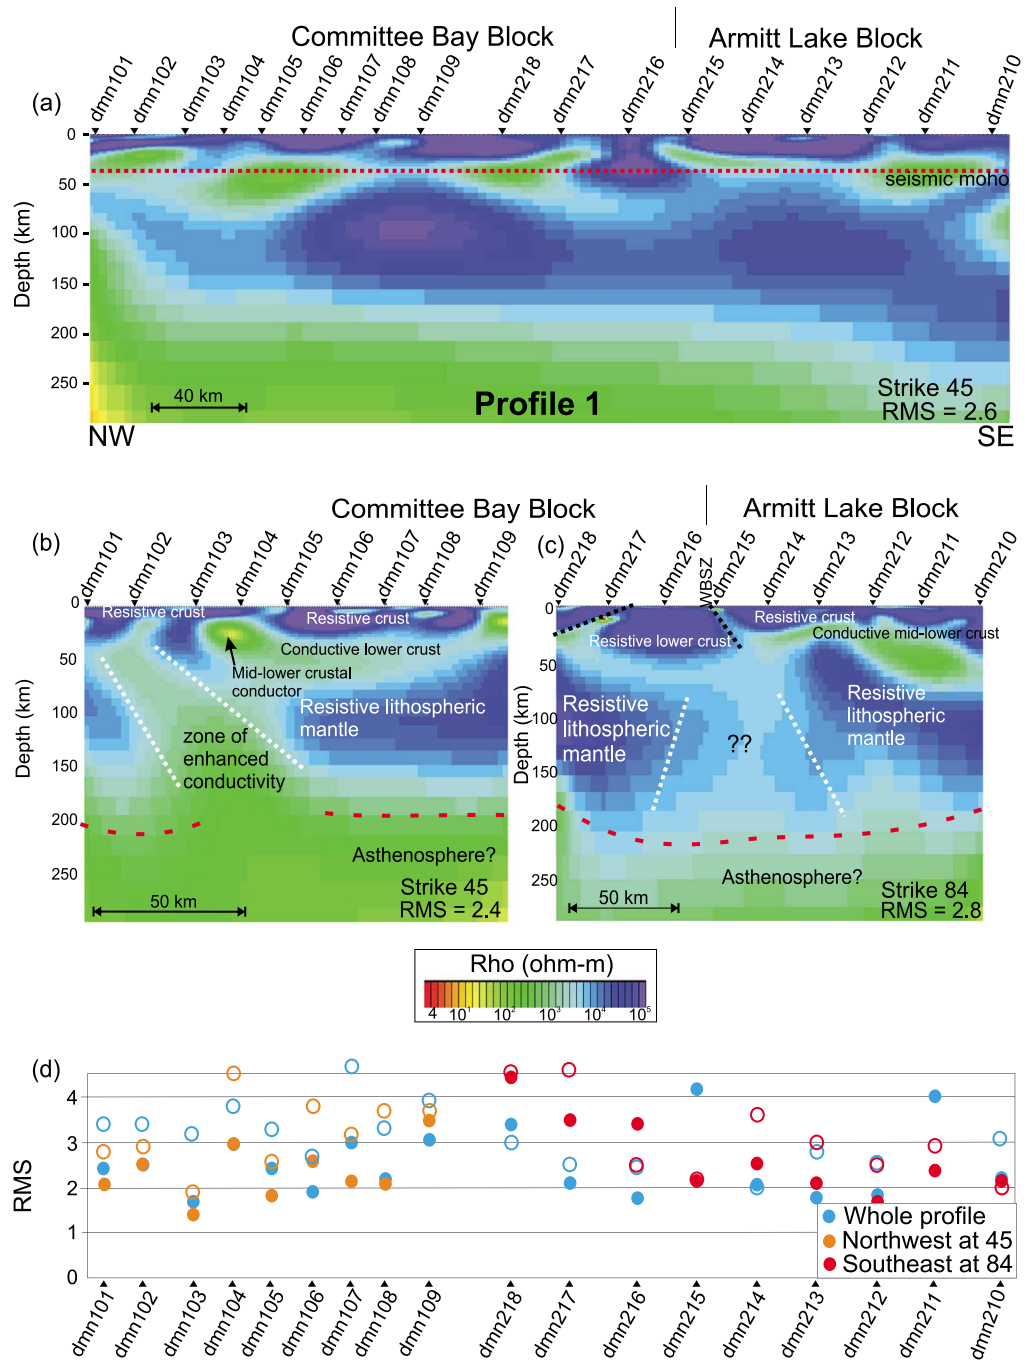 Committee Bay Block
Armitt Lake Block
(a)
dmn101
dmn102
dmn103
dmn104
dmn105
dmn106
dmn107
dmn108
dmn109
dmn218
dmn217
dmn216
dmn215
dmn214
dmn213
dmn212
dmn211
dmn210
Depth (km)
0
50
100
150
200
250
seismic moho
40 km
Profile 1
Strike 45
RMS = 2.6
NW
SE
Committee Bay Block
Armitt Lake Block
(b)
dmn101
dmn102
dmn103
dmn104
dmn105
dmn106
dmn107
dmn108
dmn109
Depth (km)
0
50
100
150
200
250
Resistive crust
Resistive crust
Conductive lower crust
Mid-lower crustal
conductor
Resistive lithospheric
mantle
zone of
enhanced
conductivity
Asthenosphere?
50 km
Strike 45
RMS = 2.4
(c)
dmn218
dmn217
dmn216
WBSZ
dmn215
dmn214
dmn213
dmn212
dmn211
dmn210
Depth (km)
0
50
100
150
200
250
Resistive crust
Resistive lower crust
Conductive mid-lower crust
Resistive
lithospheric
mantle
??
Resistive
lithospheric
mantle
Asthenosphere?
50 km
Strike 84
RMS = 2.8
Rho (ohm-m)
4 10¹ 10² 10³ 10⁴ 10⁵
(d)
RMS
4
3
2
1
0
Whole profile
Northwest at 45
Southeast at 84
dmn101
dmn102
dmn103
dmn104
dmn105
dmn106
dmn107
dmn108
dmn109
dmn218
dmn217
dmn216
dmn215
dmn214
dmn213
dmn212
dmn211
dmn210